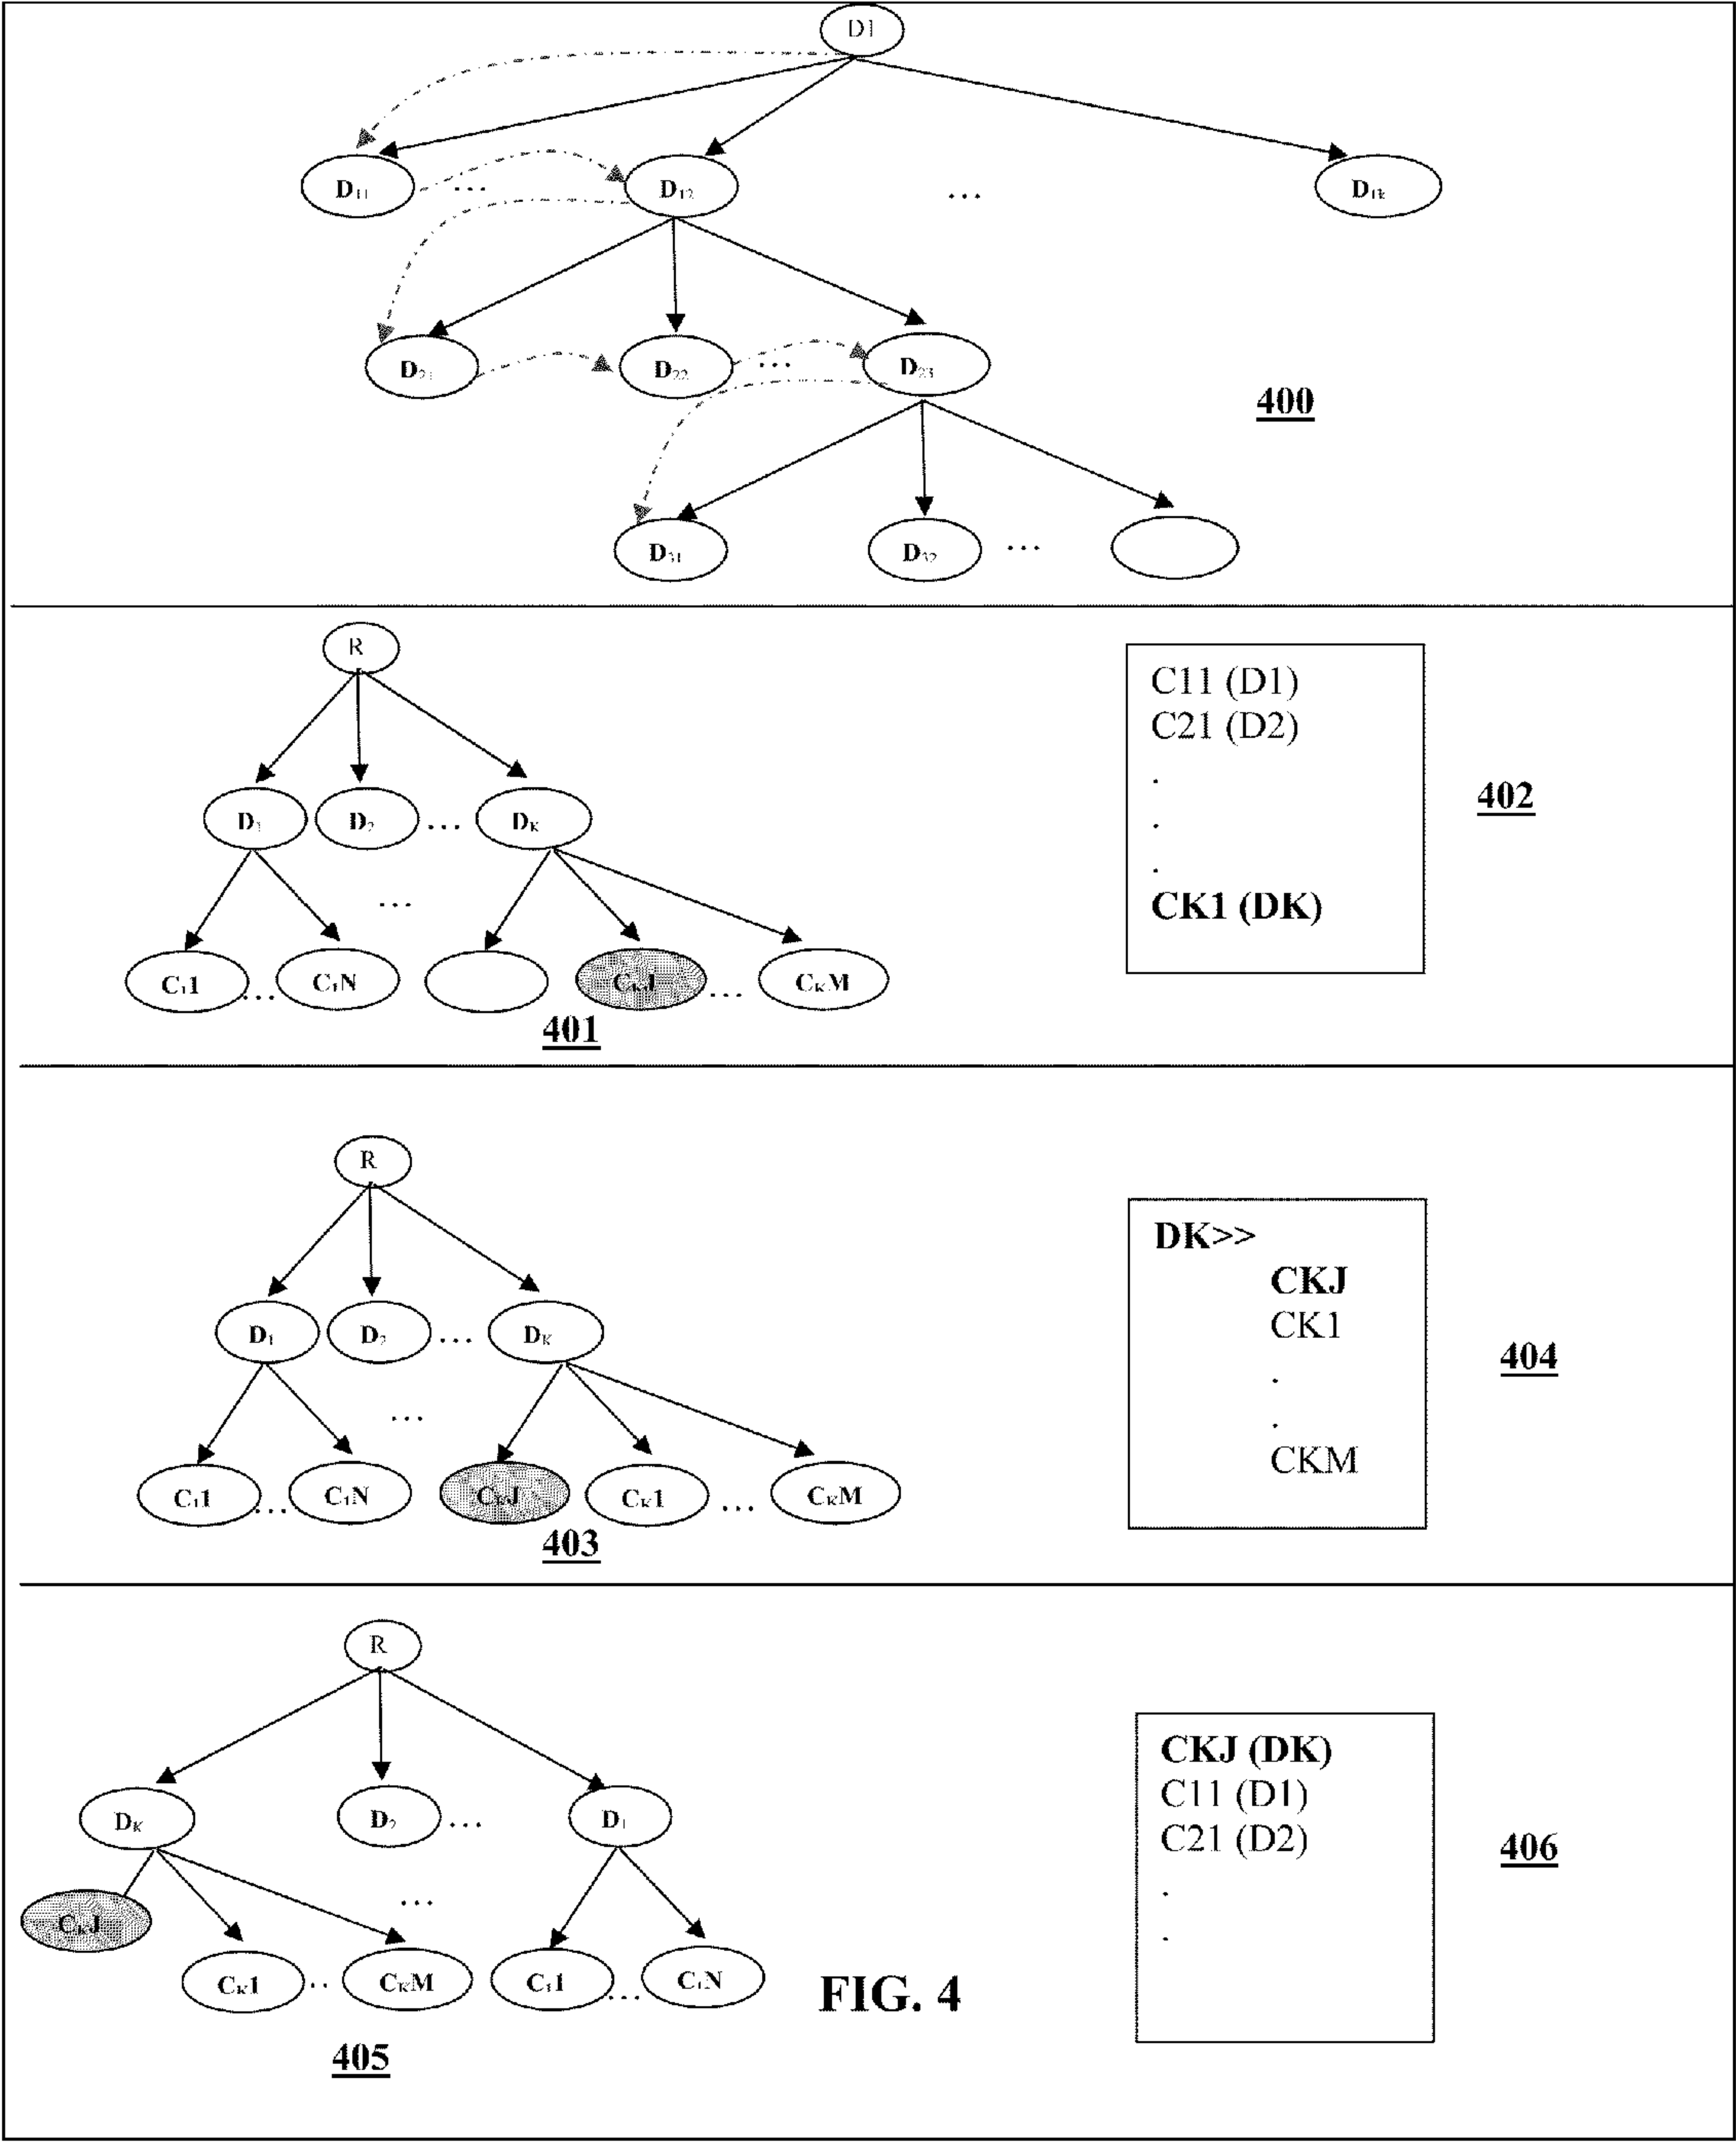 D1
D₁₁ ... D₁₂ ... D₁ₖ
D₂₁ D₂₂ ... D₂₃
400
D₃₁ D₃₂ ...
R
C11 (D1)
C21 (D2)
.
.
.
CK1 (DK)
402
D₁ D₂ ... Dₖ
...
C₁1 ... C₁N CₖJ ... CₖM
401
R
DK>>
CKJ
CK1
.
.
CKM
404
D₁ D₂ ... Dₖ
...
C₁1 ... C₁N CₖJ Cₖ1 ... CₖM
403
R
CKJ (DK)
C11 (D1)
C21 (D2)
.
.
406
Dₖ D₂ ... D₁
...
CₖJ
Cₖ1 .. CₖM C₁1 ... C₁N
FIG. 4
405